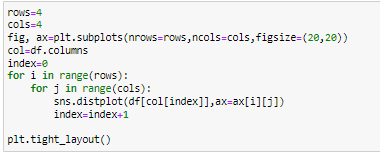 rows=4
cols=4
fig, ax=plt.subplots(nrows=rows,ncols=cols,figsize=(20,20))
col=df.columns
index=0
for i in range(rows):
    for j in range(cols):
        sns.distplot(df[col[index]],ax=ax[i][j])
        index=index+1

plt.tight_layout()